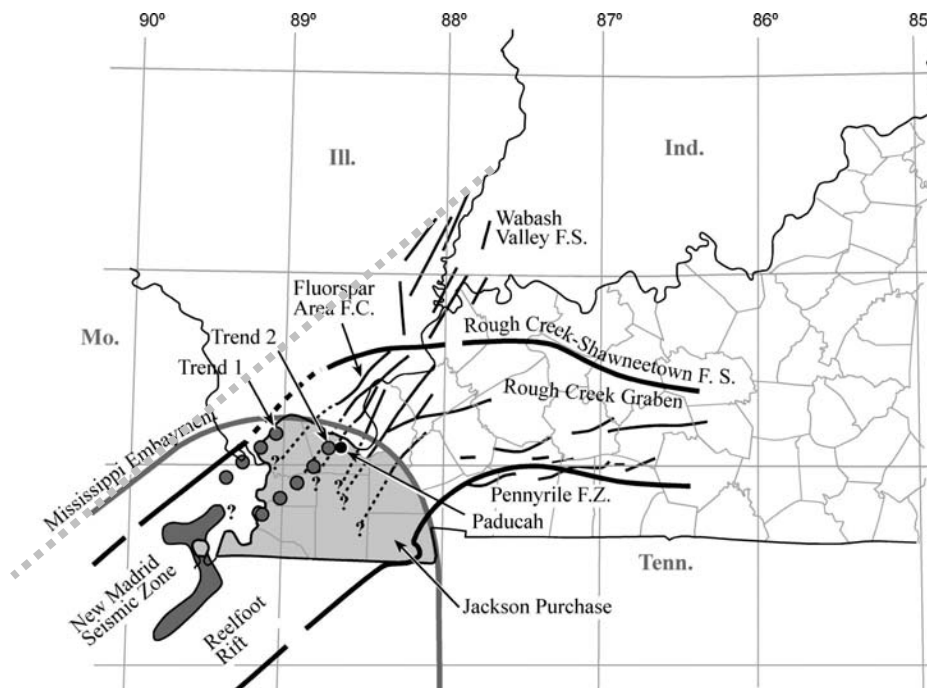 90º 89º 88º 87º 86º 85
Ill.
Ind.
Wabash
Valley F.S.
Fluorspar
Area F.C.
Mo.
Trend 2
Trend 1
Rough Creek-Shawneetown F. S.
Rough Creek Graben
Mississippi Embayment
?
?
?
?
?
?
?
Pennyrile F.Z.
Paducah
Tenn.
New Madrid
Seismic Zone
Reelfoot
Rift
Jackson Purchase